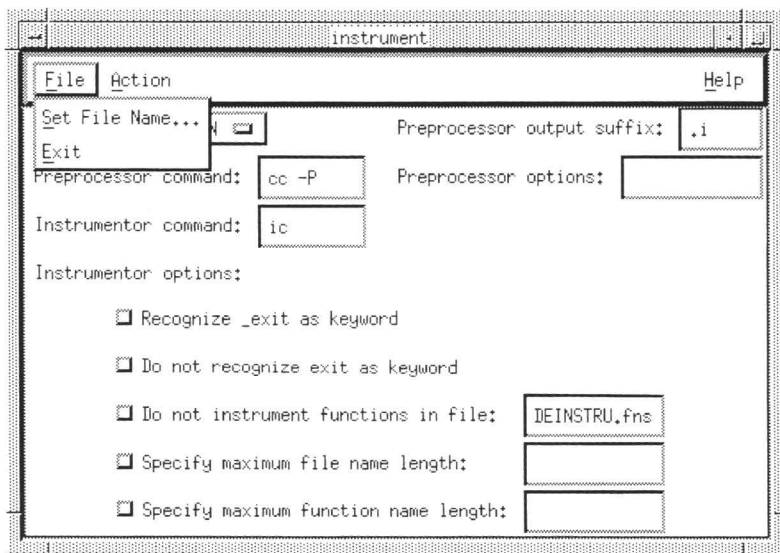 instrument
File Action Help
Set File Name...
Preprocessor output suffix: .i
Exit
Preprocessor command: cc -P Preprocessor options:
Instrumentor command: ic
Instrumentor options:
Recognize _exit as keyword
Do not recognize exit as keyword
Do not instrument functions in file: DEINSTRU.fns
Specify maximum file name length:
Specify maximum function name length: